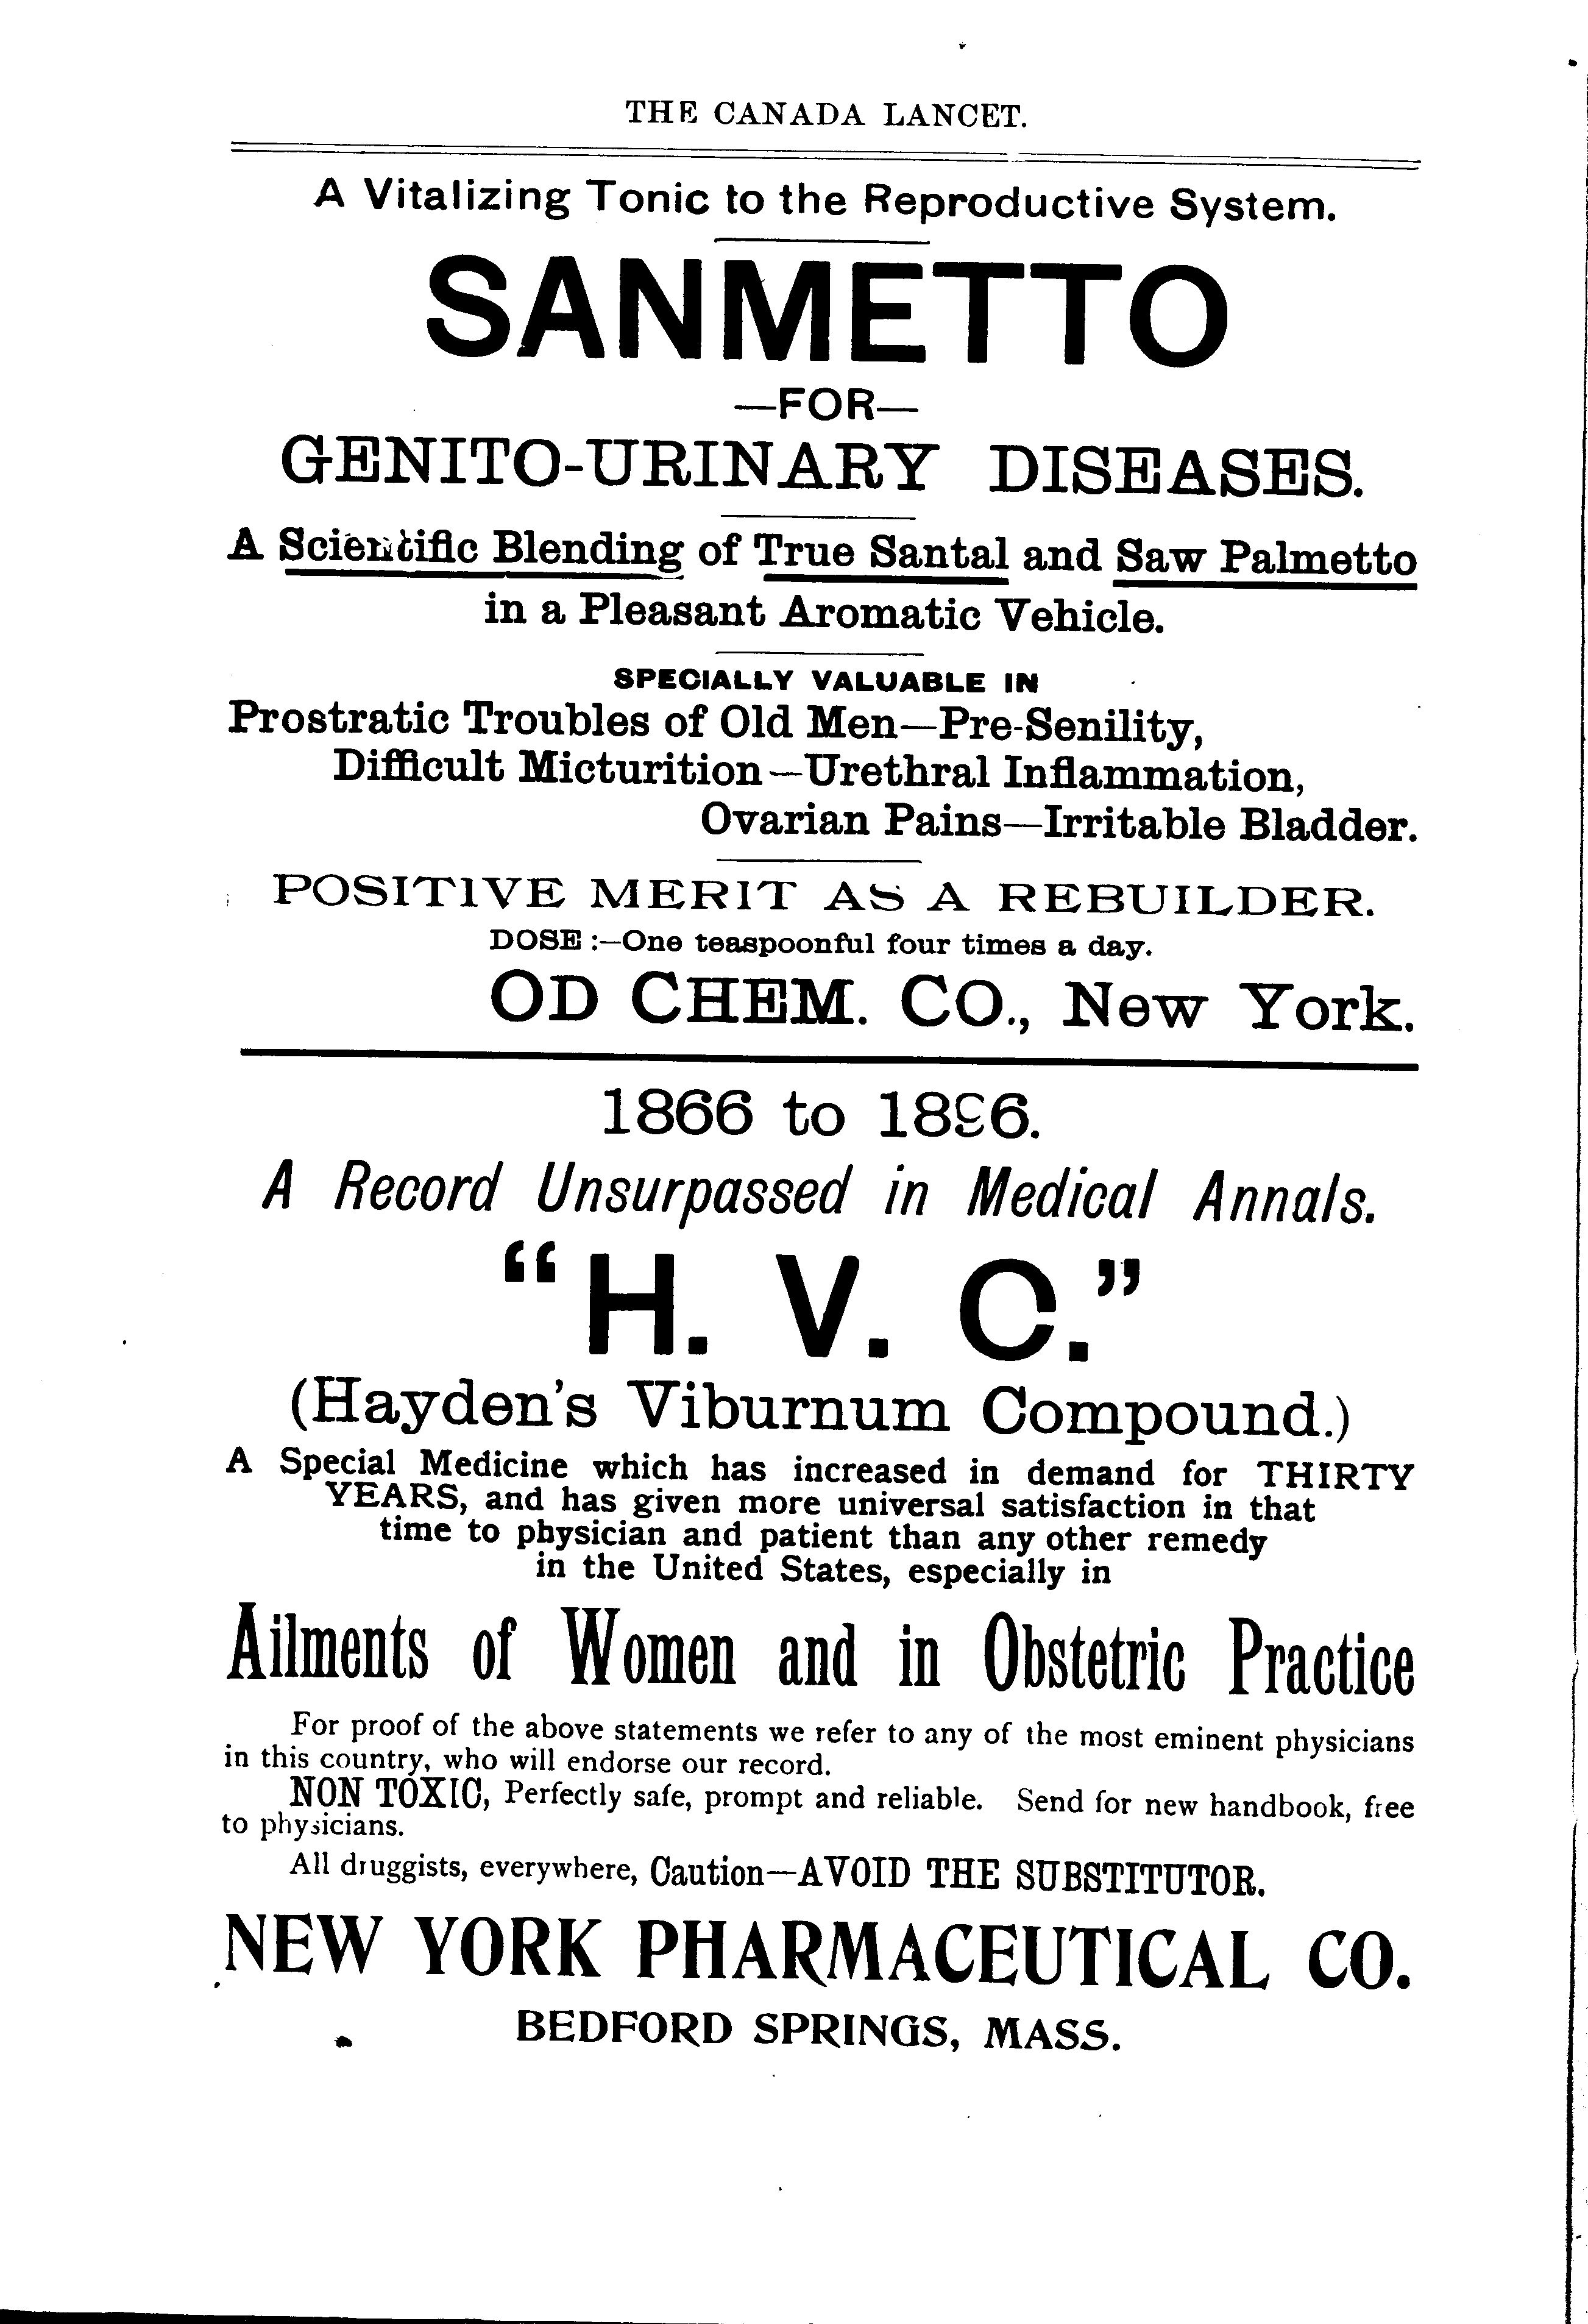 THE CANADA LANCET.
A Vitalizing Tonic to the Reproductive System.
SANMETTO
—FOR—
GENITO-URINARY DISEASES.
A Scientific Blending of True Santal and Saw Palmetto
in a Pleasant Aromatic Vehicle.
SPECIALLY VALUABLE IN
Prostratic Troubles of Old Men—Pre-Senility,
Difficult Micturition—Urethral Inflammation,
Ovarian Pains—Irritable Bladder.
POSITIVE MERIT AS A REBUILDER.
DOSE:—One teaspoonful four times a day.
OD CHEM. CO., New York.
1866 to 1896.
A Record Unsurpassed in Medical Annals.
“H. V. C.”
(Hayden's Viburnum Compound.)
A Special Medicine which has increased in demand for THIRTY
YEARS, and has given more universal satisfaction in that
time to physician and patient than any other remedy
in the United States, especially in
Ailments of Women and in Obstetric Practice
For proof of the above statements we refer to any of the most eminent physicians
in this country, who will endorse our record.
NON TOXIC, Perfectly safe, prompt and reliable. Send for new handbook, free
to physicians.
All druggists, everywhere, Caution—AVOID THE SUBSTITUTOR.
NEW YORK PHARMACEUTICAL CO.
BEDFORD SPRINGS, MASS.